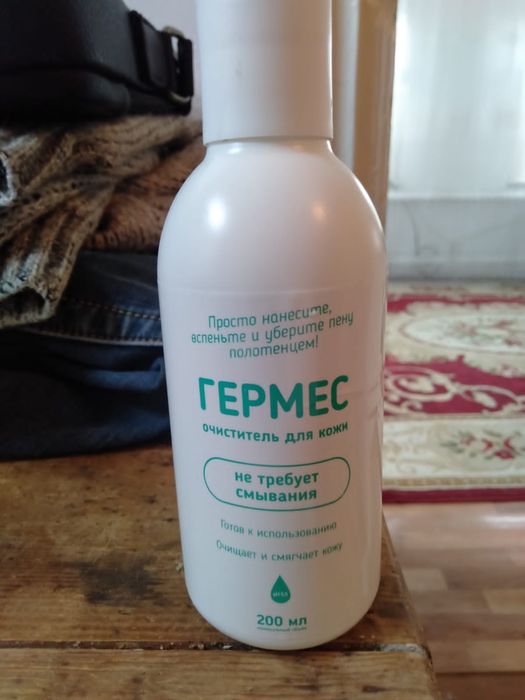 Просто нанесите,
вспеньте и уберите пену
полотенцем!
ГЕРМЕС
очиститель для кожи
не требует
смывания
Готов к использованию
Очищает и смягчает кожу
200 мл